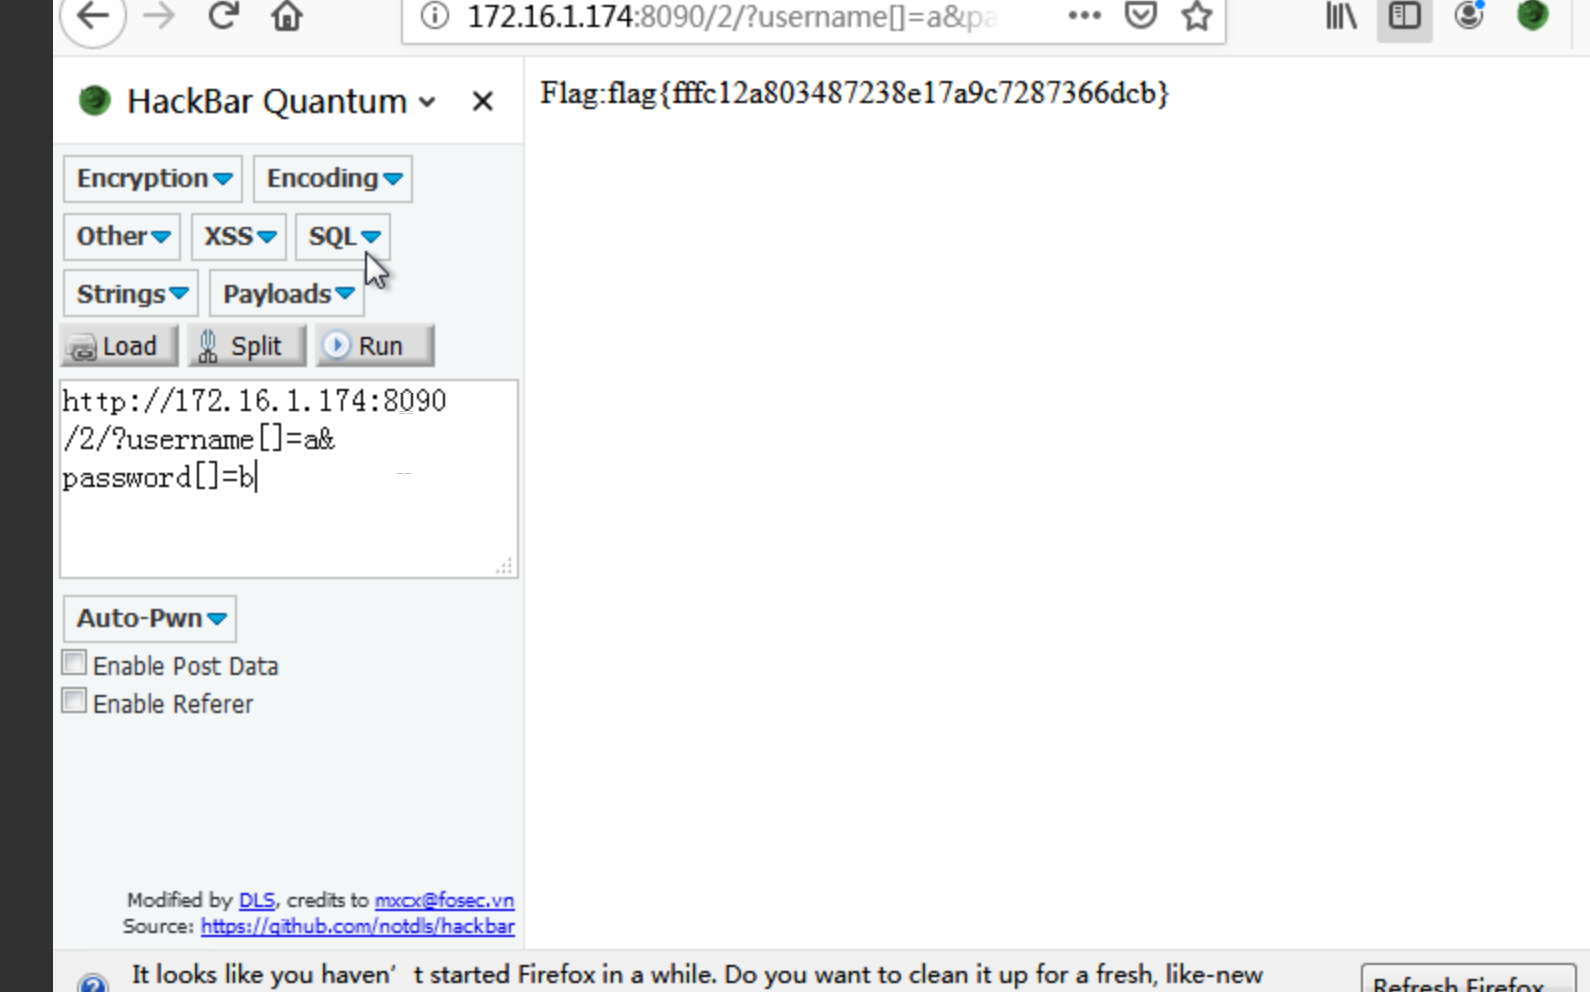 172.16.1.174:8090/2/?username[]=a&pa
HackBar Quantum
Flag:flag{fffc12a803487238e17a9c7287366dcb}
Encryption Encoding
Other XSS SQL
Strings Payloads
Load Split Run
http://172.16.1.174:8090
/2/?username[]=a&
password[]=b
Auto-Pwn
Enable Post Data
Enable Referer
Modified by DLS, credits to mxcx@fosec.vn
Source: https://github.com/notdls/hackbar
It looks like you haven't started Firefox in a while. Do you want to clean it up for a fresh, like-new
Refresh Firefox...